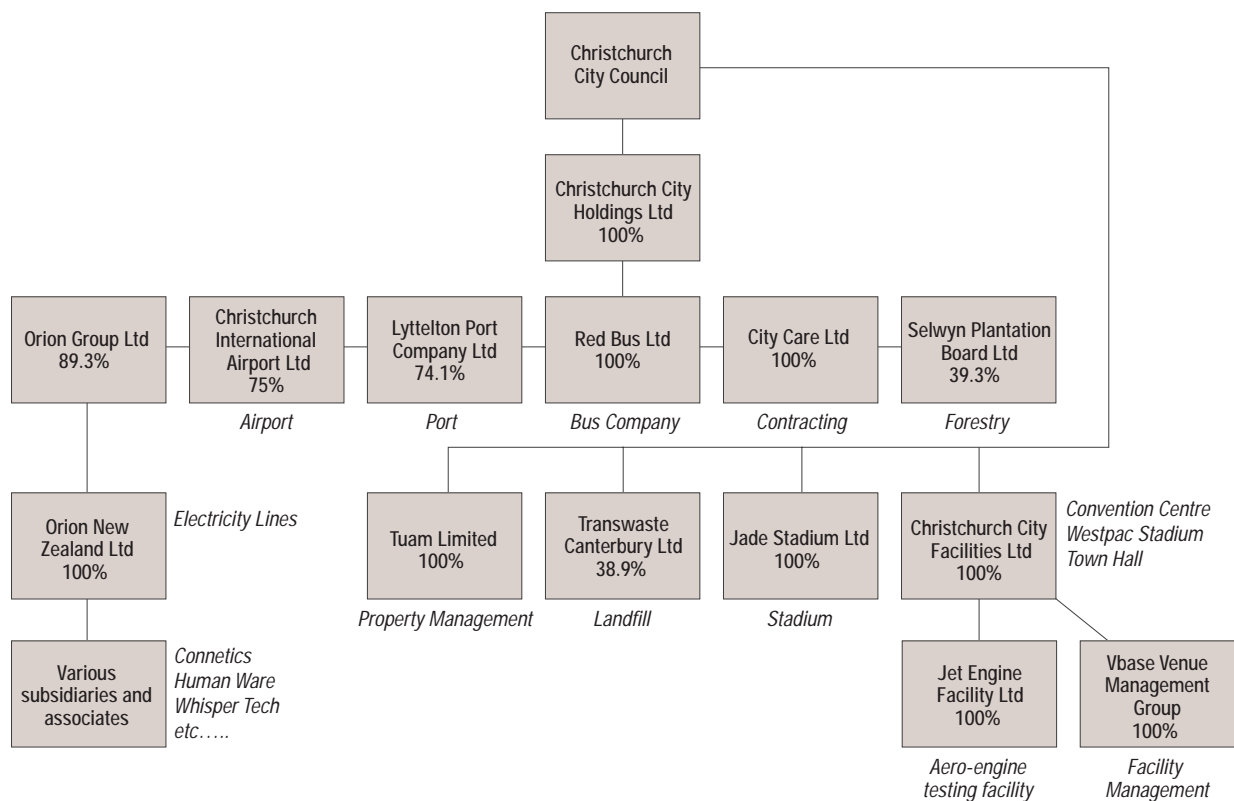 Christchurch
City Council
Christchurch City
Holdings Ltd
100%
Orion Group Ltd
89.3%
Christchurch
International
Airport Ltd
75%
Airport
Lyttelton Port
Company Ltd
74.1%
Port
Red Bus Ltd
100%
Bus Company
City Care Ltd
100%
Contracting
Selwyn Plantation
Board Ltd
39.3%
Forestry
Orion New
Zealand Ltd
100%
Electricity Lines
Tuam Limited
100%
Property Management
Transwaste
Canterbury Ltd
38.9%
Landfill
Jade Stadium Ltd
100%
Stadium
Christchurch City
Facilities Ltd
100%
Convention Centre
Westpac Stadium
Town Hall
Various
subsidiaries and
associates
Connetics
Human Ware
Whisper Tech
etc…..
Jet Engine
Facility Ltd
100%
Aero-engine
testing facility
Vbase Venue
Management
Group
100%
Facility
Management